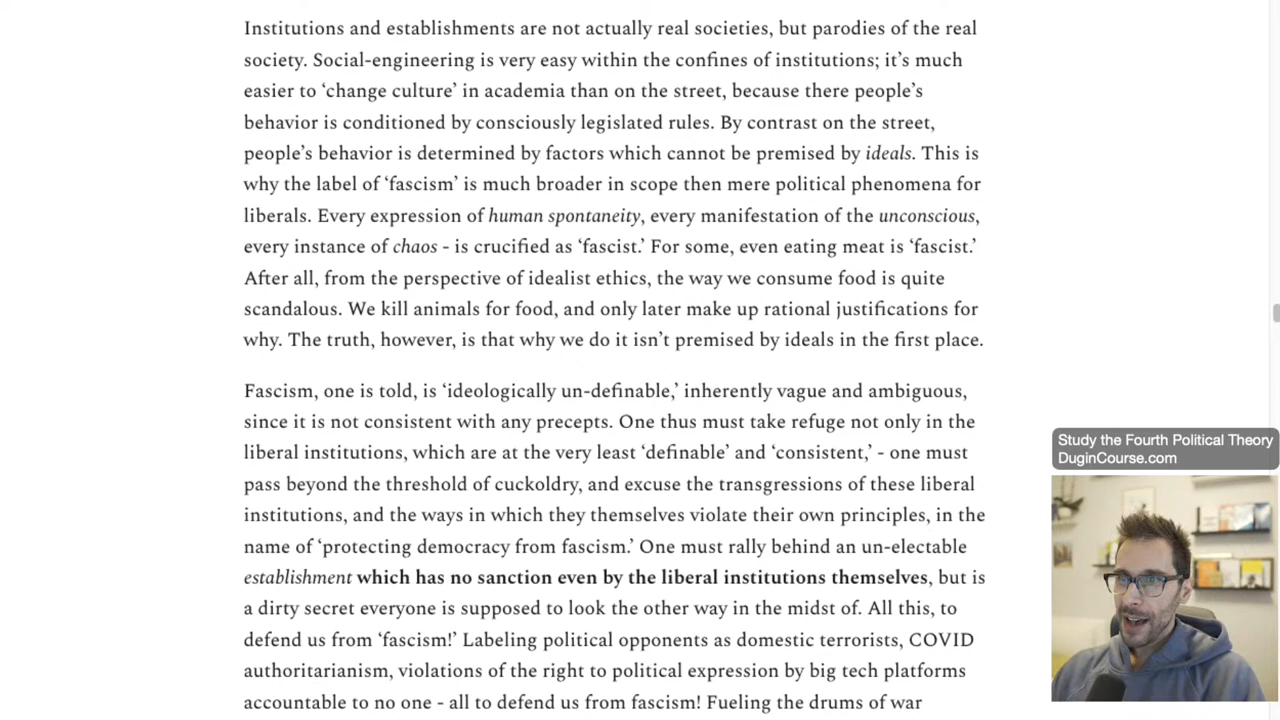 Institutions and establishments are not actually real societies, but parodies of the real
society. Social-engineering is very easy within the confines of institutions; it’s much
easier to ‘change culture’ in academia than on the street, because there people’s
behavior is conditioned by consciously legislated rules. By contrast on the street,
people’s behavior is determined by factors which cannot be premised by ideals. This is
why the label of ‘fascism’ is much broader in scope then mere political phenomena for
liberals. Every expression of human spontaneity, every manifestation of the unconscious,
every instance of chaos - is crucified as ‘fascist.’ For some, even eating meat is ‘fascist.’
After all, from the perspective of idealist ethics, the way we consume food is quite
scandalous. We kill animals for food, and only later make up rational justifications for
why. The truth, however, is that why we do it isn’t premised by ideals in the first place.
Fascism, one is told, is ‘ideologically un-definable,’ inherently vague and ambiguous,
since it is not consistent with any precepts. One thus must take refuge not only in the
liberal institutions, which are at the very least ‘definable’ and ‘consistent,’ - one must
pass beyond the threshold of cuckoldry, and excuse the transgressions of these liberal
institutions, and the ways in which they themselves violate their own principles, in the
name of ‘protecting democracy from fascism.’ One must rally behind an un-electable
establishment which has no sanction even by the liberal institutions themselves, but is
a dirty secret everyone is supposed to look the other way in the midst of. All this, to
defend us from ‘fascism!’ Labeling political opponents as domestic terrorists, COVID
authoritarianism, violations of the right to political expression by big tech platforms
accountable to no one - all to defend us from fascism! Fueling the drums of war
Study the Fourth Political Theory
DuginCourse.com